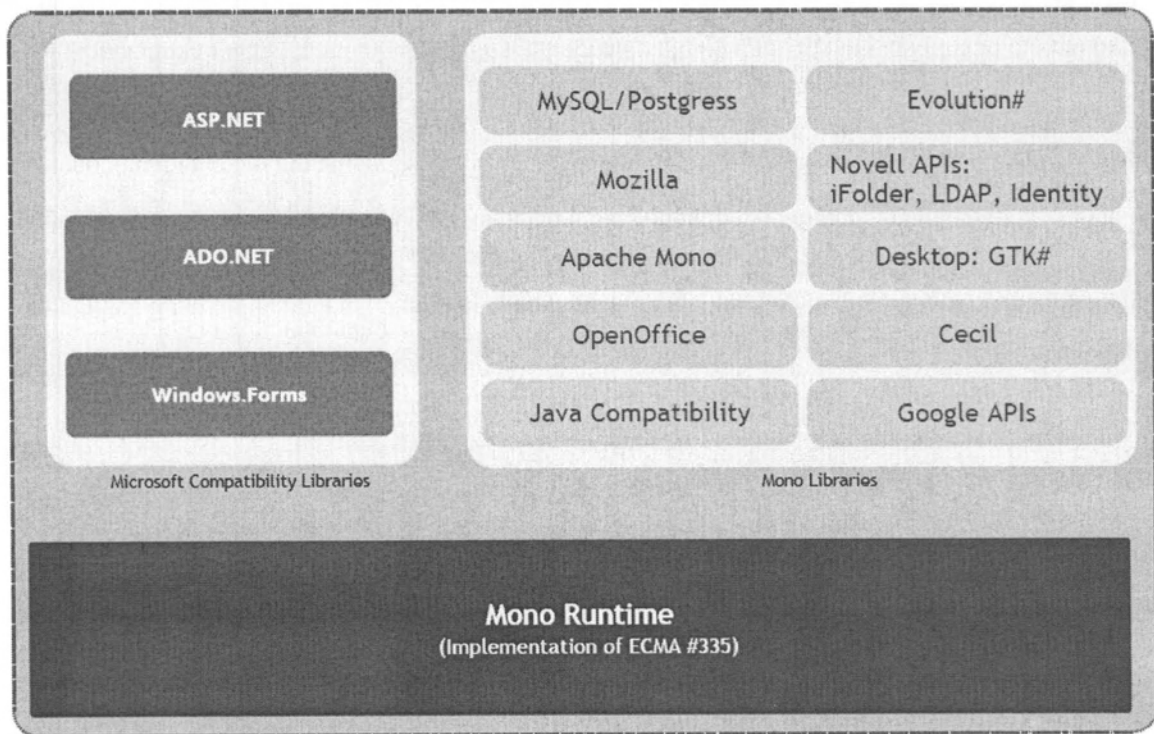 ASP.NET
ADO.NET
Windows.Forms
Microsoft Compatibility Libraries
MySQL/Postgress
Evolution#
Mozilla
Novell APIs:
iFolder, LDAP, Identity
Apache Mono
Desktop: GTK#
OpenOffice
Cecil
Java Compatibility
Google APIs
Mono Libraries
Mono Runtime
(Implementation of ECMA #335)